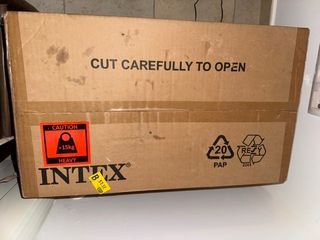 CUT CAREFULLY TO OPEN
CAUTION
+15kg
HEAVY
INTEX®
20
PAP
B